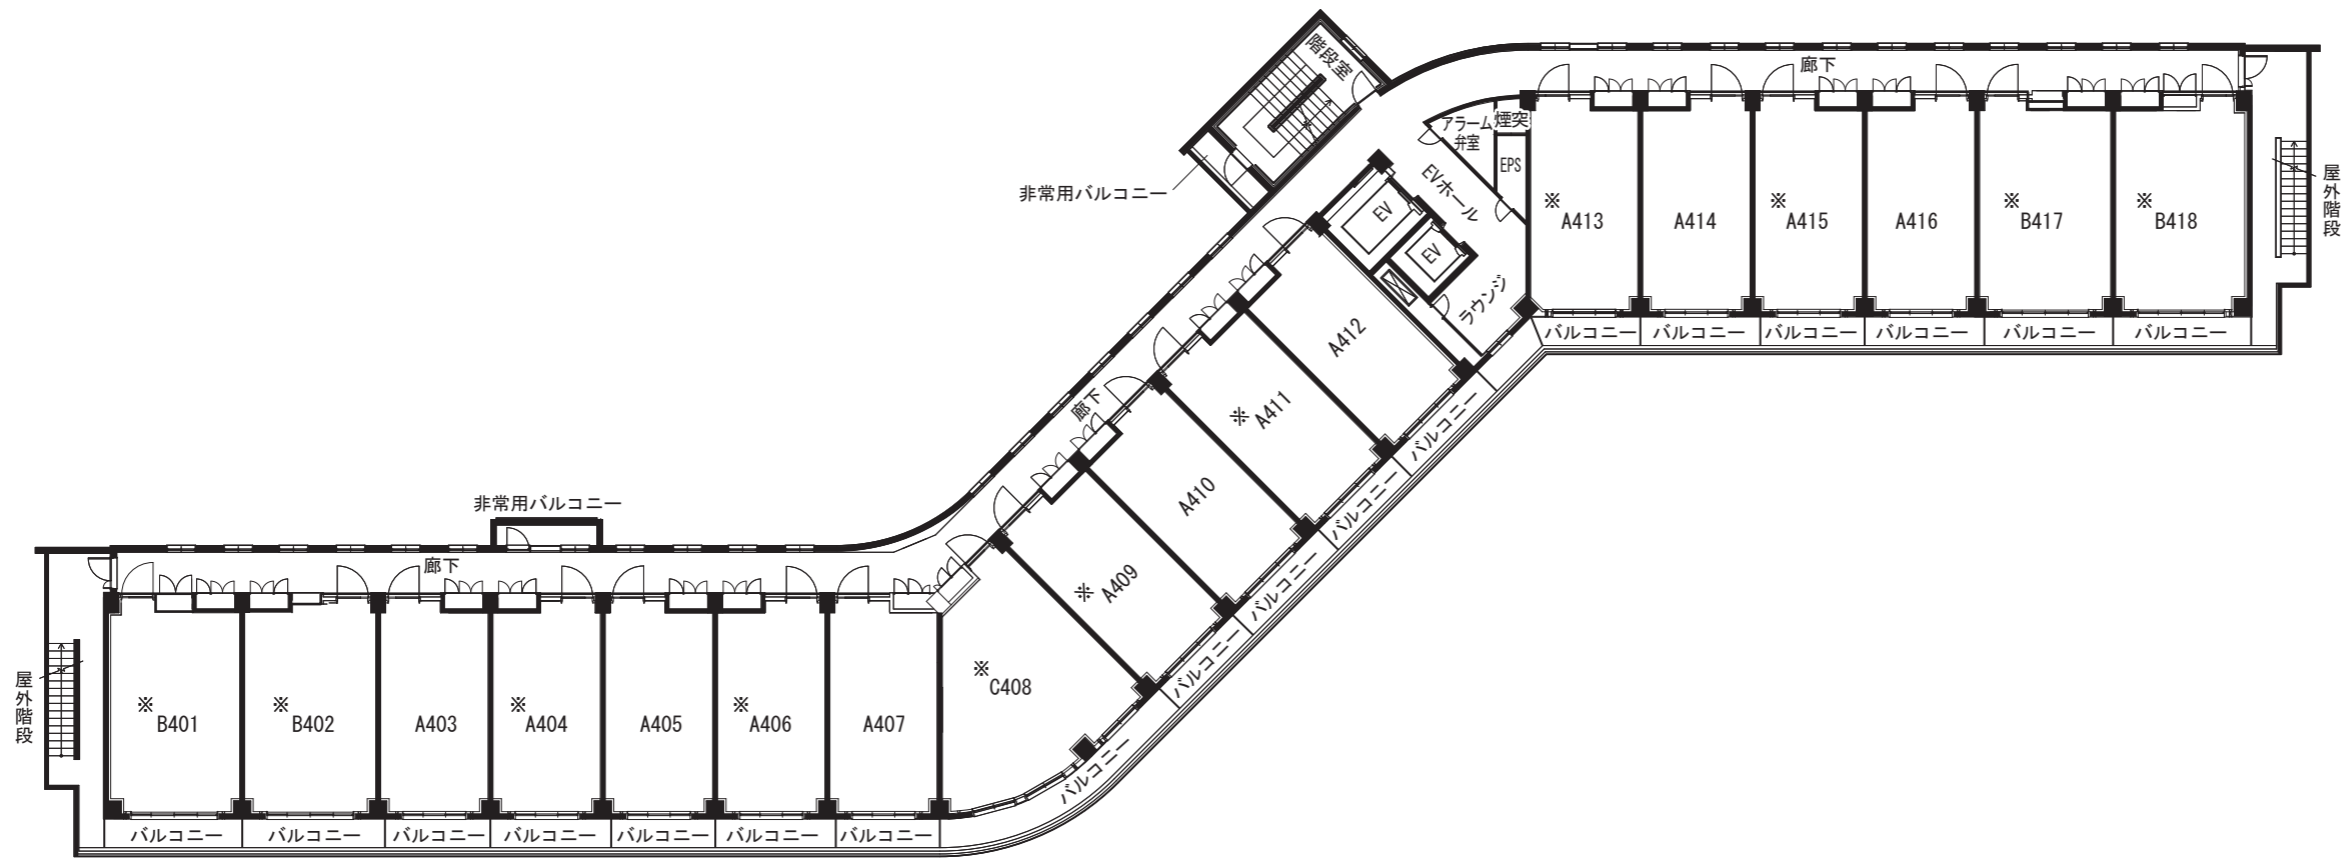 階段室
廊下
アラーム
弁室
煙突
EPS
非常用バルコニー
EVホール
EV
EV
ラウンジ
※
A413
A414
※
A415
A416
※
B417
※
B418
屋外階段
バルコニー
バルコニー
バルコニー
バルコニー
バルコニー
バルコニー
A412
※
A411
A410
※
A409
廊下
バルコニー
バルコニー
バルコニー
バルコニー
バルコニー
非常用バルコニー
廊下
屋外階段
※
B401
※
B402
A403
※
A404
A405
※
A406
A407
※
C408
バルコニー
バルコニー
バルコニー
バルコニー
バルコニー
バルコニー
バルコニー